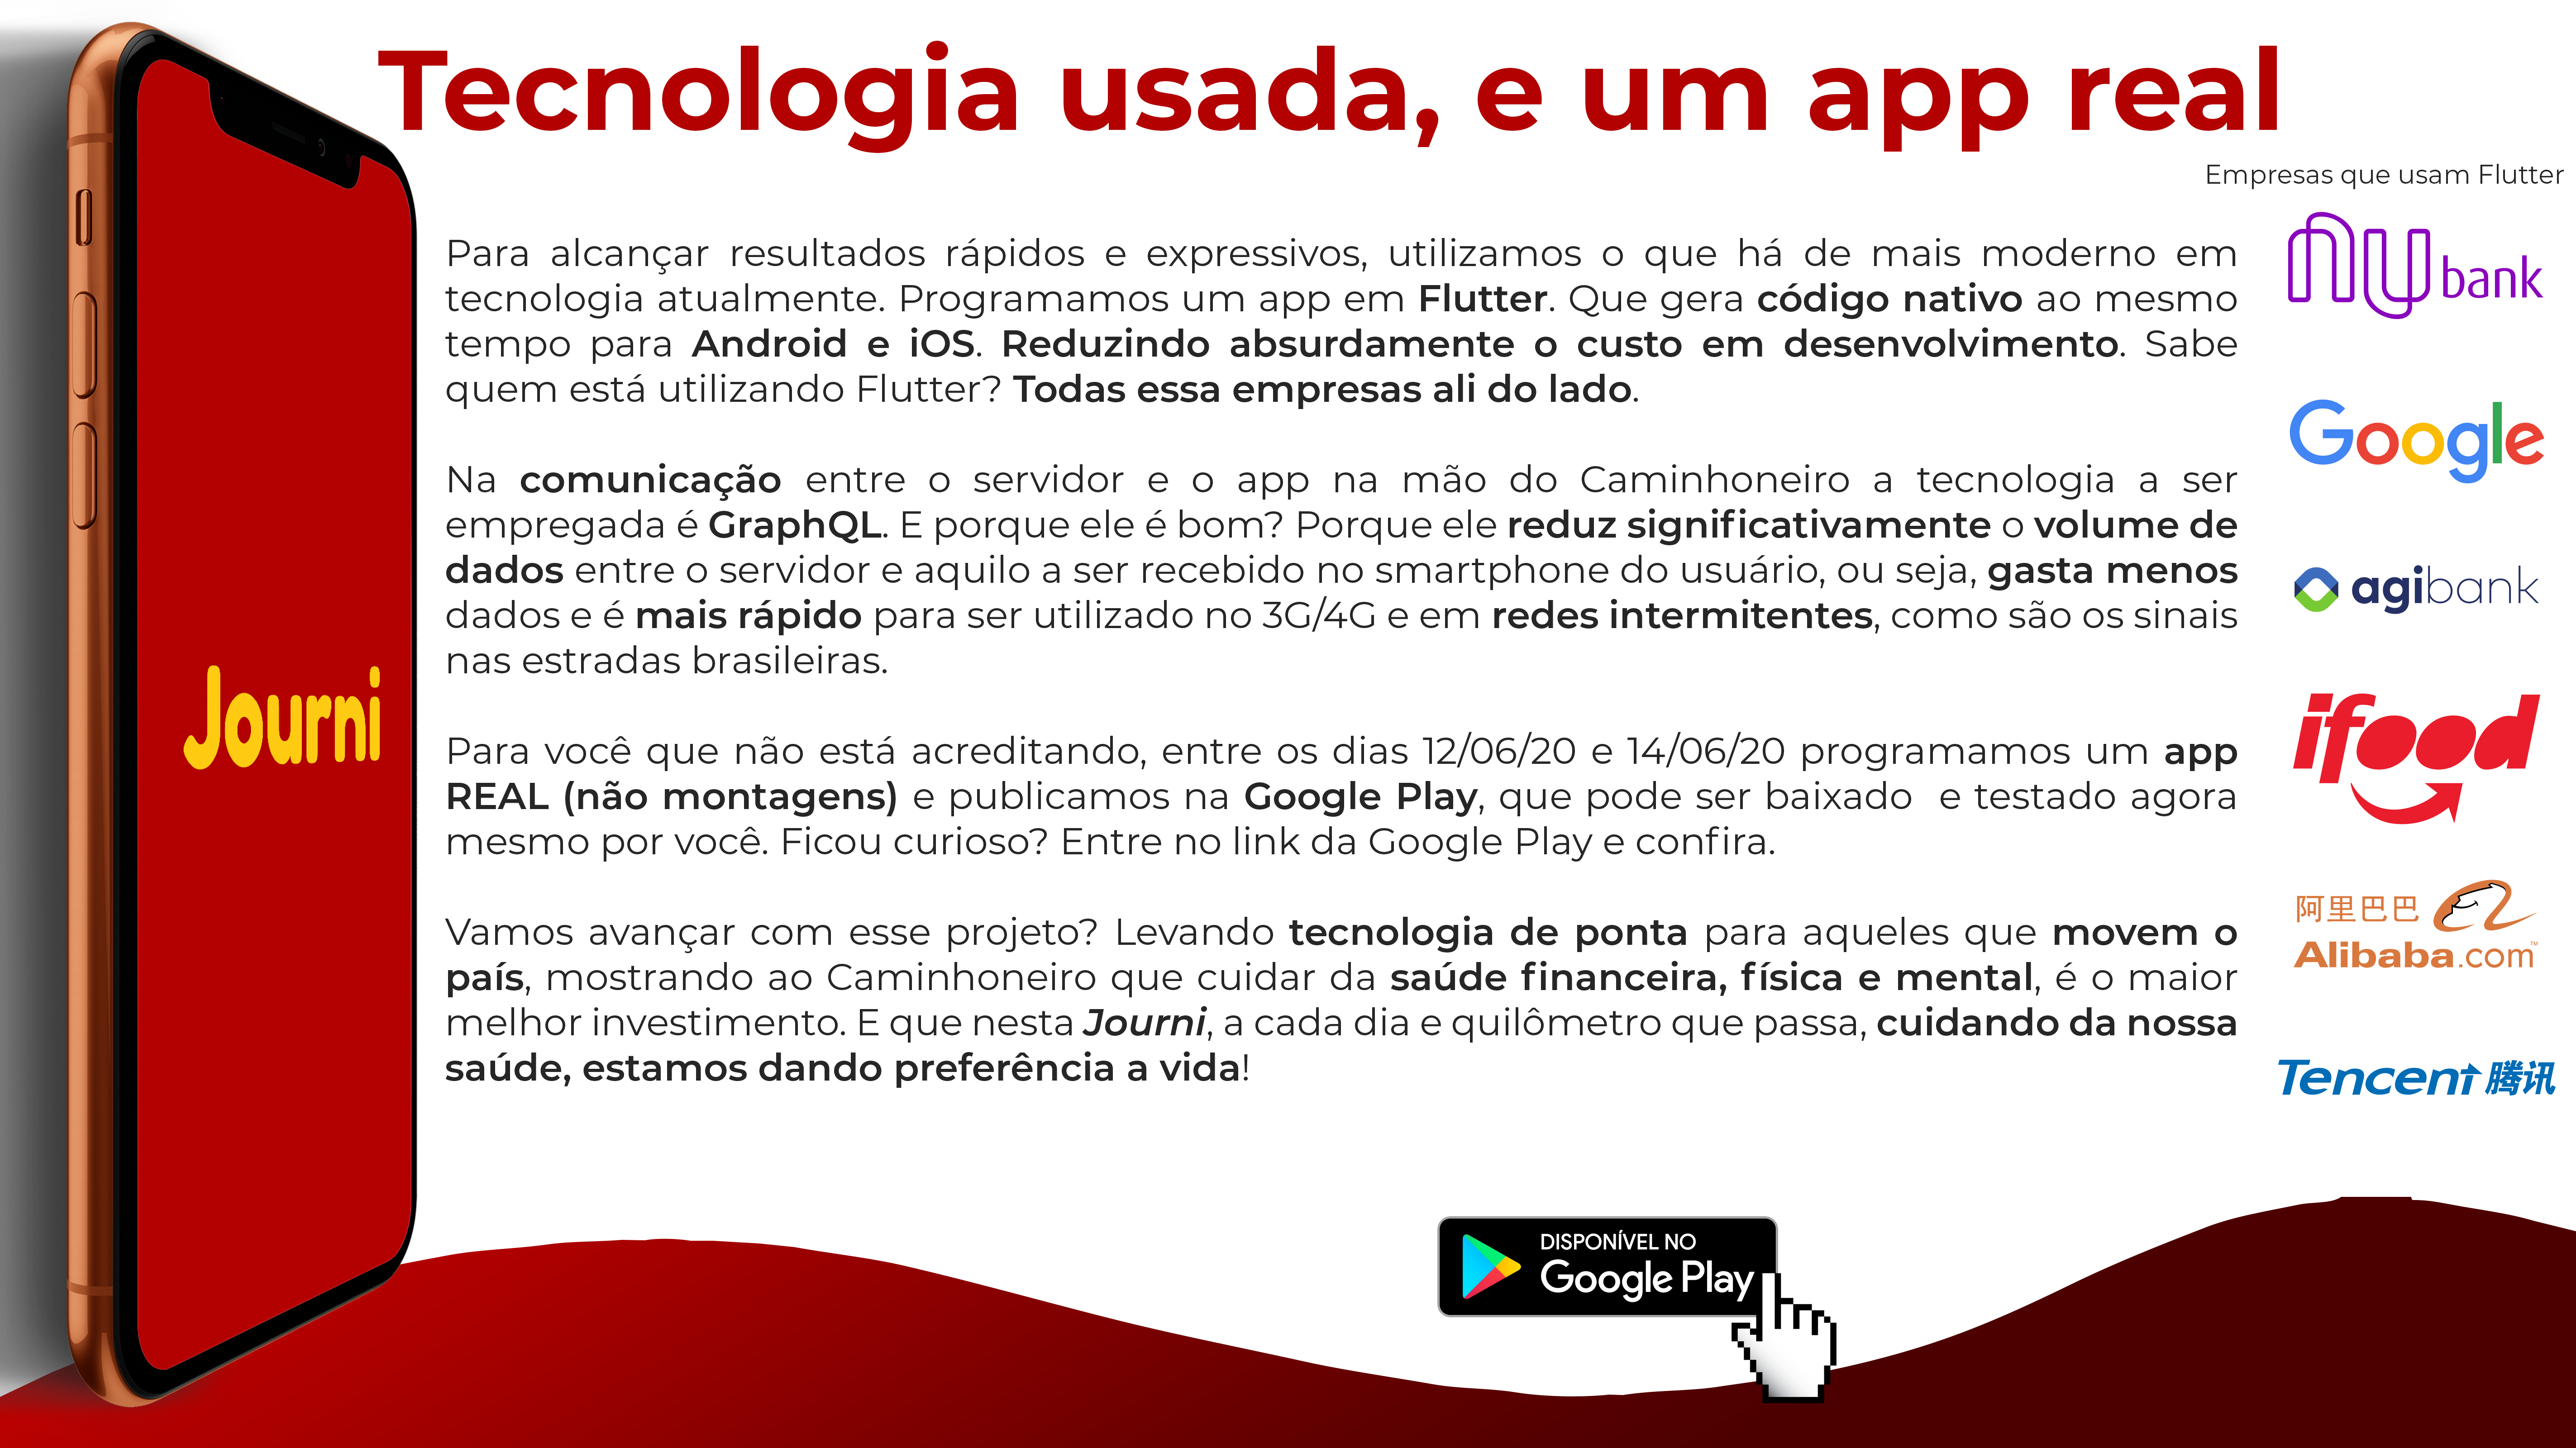 Tecnologia usada, e um app real
Empresas que usam Flutter
Para alcançar resultados rápidos e expressivos, utilizamos o que há de mais moderno em
tecnologia atualmente. Programamos um app em Flutter. Que gera código nativo ao mesmo
tempo para Android e iOS. Reduzindo absurdamente o custo em desenvolvimento. Sabe
quem está utilizando Flutter? Todas essa empresas ali do lado.
Na comunicação entre o servidor e o app na mão do Caminhoneiro a tecnologia a ser
empregada é GraphQL. E porque ele é bom? Porque ele reduz significativamente o volume de
dados entre o servidor e aquilo a ser recebido no smartphone do usuário, ou seja, gasta menos
dados e é mais rápido para ser utilizado no 3G/4G e em redes intermitentes, como são os sinais
nas estradas brasileiras.
Para você que não está acreditando, entre os dias 12/06/20 e 14/06/20 programamos um app
REAL (não montagens) e publicamos na Google Play, que pode ser baixado e testado agora
mesmo por você. Ficou curioso? Entre no link da Google Play e confira.
Vamos avançar com esse projeto? Levando tecnologia de ponta para aqueles que movem o
país, mostrando ao Caminhoneiro que cuidar da saúde financeira, física e mental, é o maior
melhor investimento. E que nesta Journi, a cada dia e quilômetro que passa, cuidando da nossa
saúde, estamos dando preferência a vida!
Journi
nu bank
Google
agibank
ifood
阿里巴巴
Alibaba.com™
Tencent 腾讯
DISPONÍVEL NO
Google Play